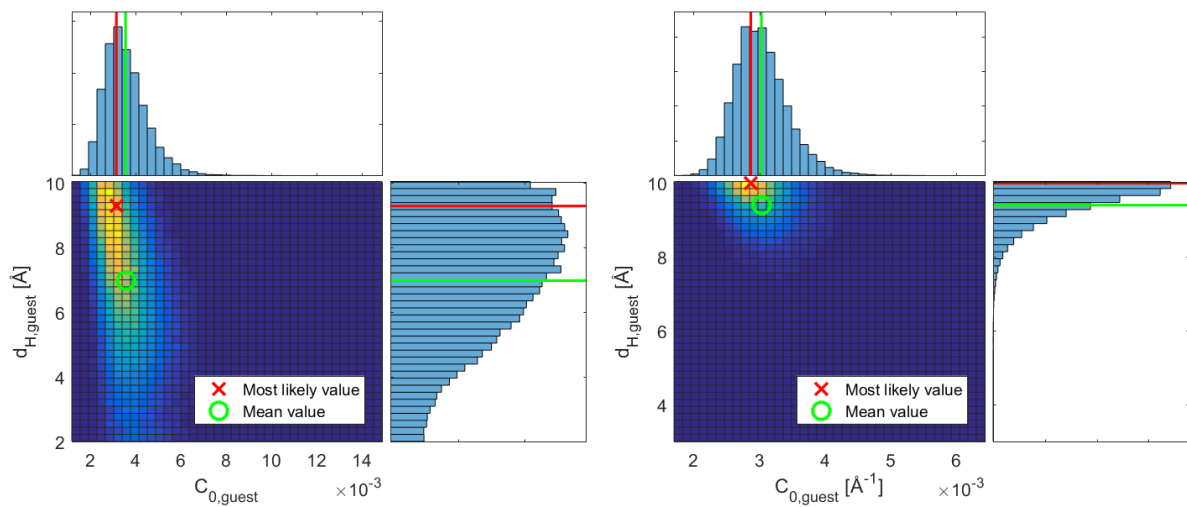 10
8
6
4
2
d_H,guest [Å]
Most likely value
Mean value
2 4 6 8 10 12 14
C_0,guest
×10⁻³
10
8
6
4
d_H,guest [Å]
Most likely value
Mean value
2 3 4 5 6
C_0,guest [Å⁻¹]
×10⁻³